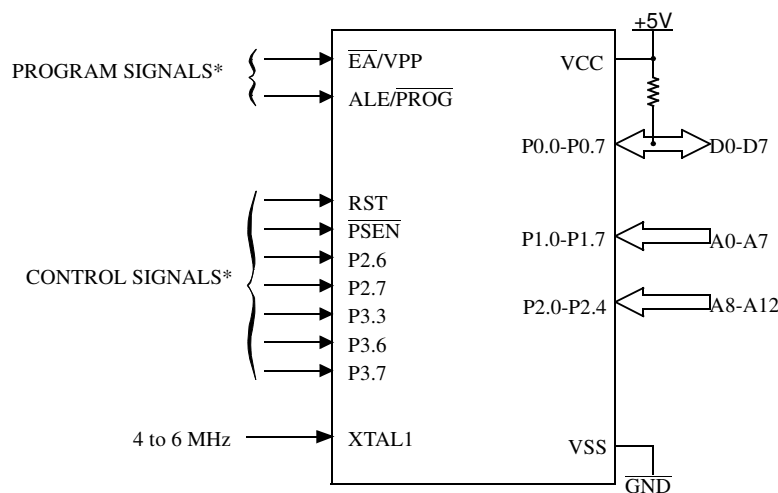 +5V
PROGRAM SIGNALS*
EA/VPP
ALE/PROG
VCC
P0.0-P0.7
D0-D7
CONTROL SIGNALS*
RST
PSEN
P2.6
P2.7
P3.3
P3.6
P3.7
P1.0-P1.7
A0-A7
P2.0-P2.4
A8-A12
4 to 6 MHz
XTAL1
VSS
GND